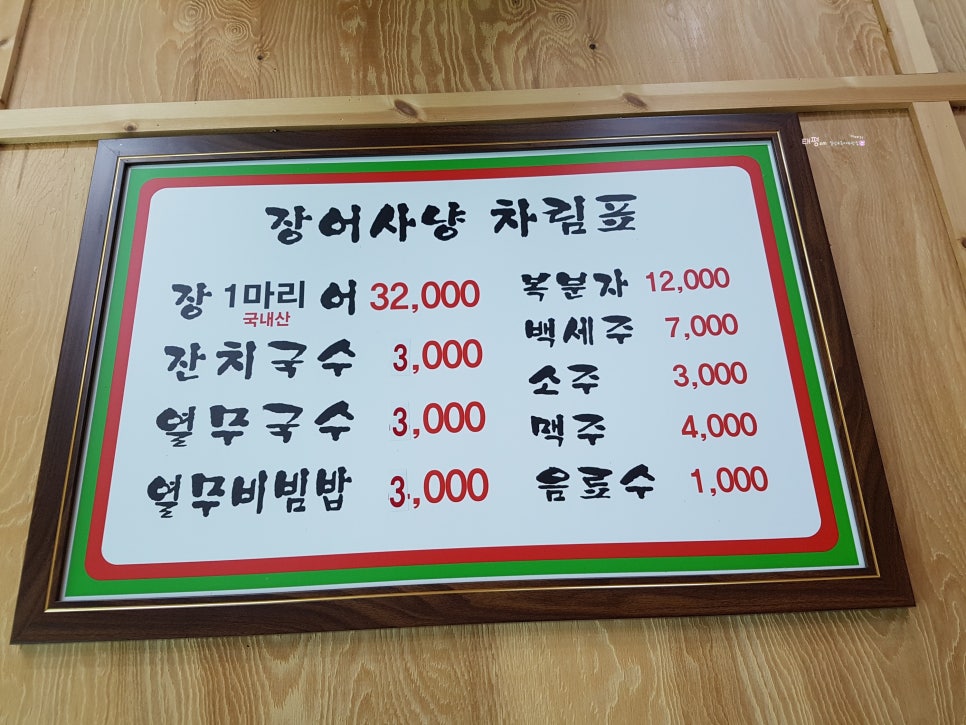 장어사냥 차림표
장 1마리 어 32,000
국내산
잔치국수 3,000
열무국수 3,000
열무비빔밥 3,000
복분자 12,000
백세주 7,000
소주 3,000
맥주 4,000
음료수 1,000
태평